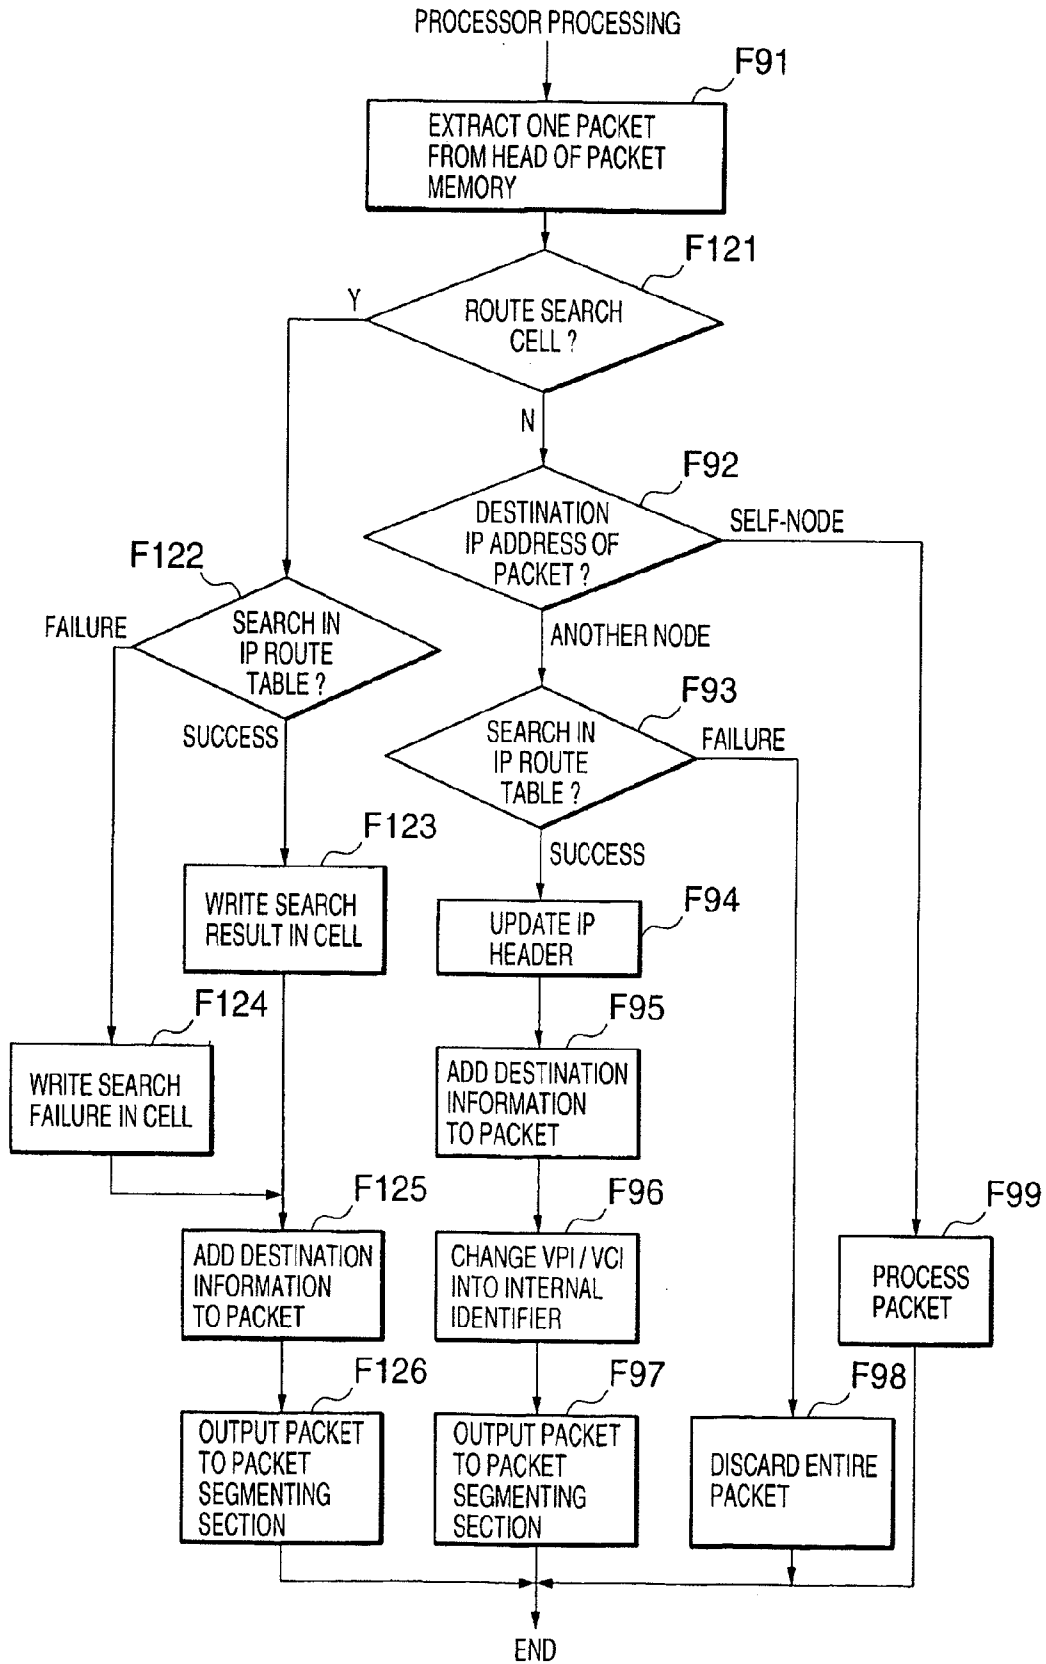 PROCESSOR PROCESSING
F91
EXTRACT ONE PACKET
FROM HEAD OF PACKET
MEMORY
F121
Y
ROUTE SEARCH
CELL ?
N
F92
DESTINATION
IP ADDRESS OF
PACKET ?
SELF-NODE
F122
FAILURE
SEARCH IN
IP ROUTE
TABLE ?
ANOTHER NODE
F93
SUCCESS
SEARCH IN
IP ROUTE
TABLE ?
FAILURE
F123
SUCCESS
WRITE SEARCH
RESULT IN CELL
F94
UPDATE IP
HEADER
F124
WRITE SEARCH
FAILURE IN CELL
F95
ADD DESTINATION
INFORMATION
TO PACKET
F125
ADD DESTINATION
INFORMATION
TO PACKET
F96
CHANGE VPI / VCI
INTO INTERNAL
IDENTIFIER
F99
PROCESS
PACKET
F126
OUTPUT PACKET
TO PACKET
SEGMENTING
SECTION
F97
OUTPUT PACKET
TO PACKET
SEGMENTING
SECTION
F98
DISCARD ENTIRE
PACKET
END